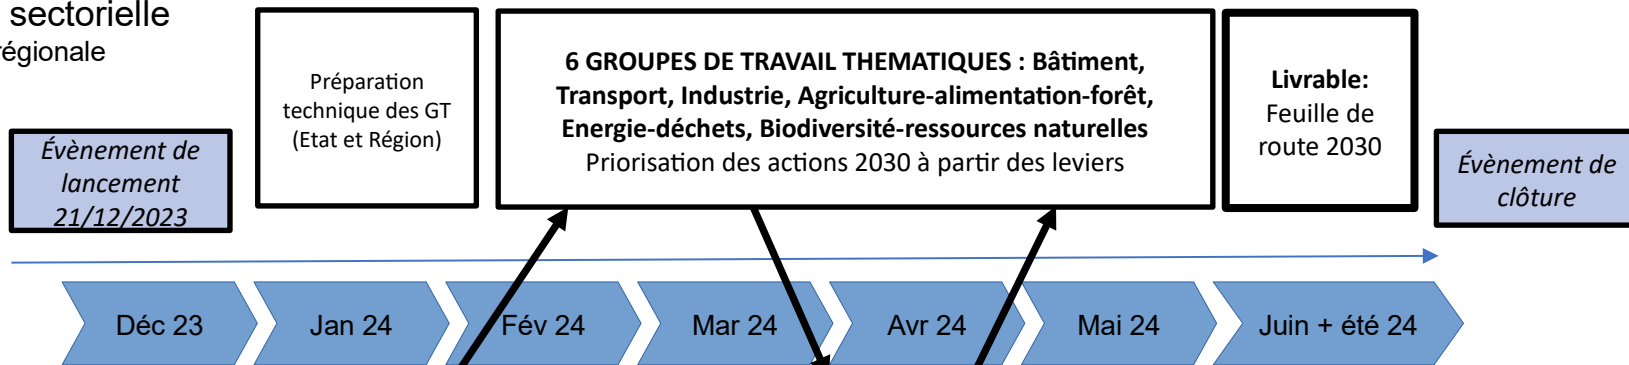 sectorielle
régionale
Évènement de
lancement
21/12/2023
Préparation
technique des GT
(Etat et Région)
6 GROUPES DE TRAVAIL THEMATIQUES : Bâtiment,
Transport, Industrie, Agriculture-alimentation-forêt,
Energie-déchets, Biodiversité-ressources naturelles
Priorisation des actions 2030 à partir des leviers
Livrable:
Feuille de
route 2030
Évènement de
clôture
Déc 23
Jan 24
Fév 24
Mar 24
Avr 24
Mai 24
Juin + été 24